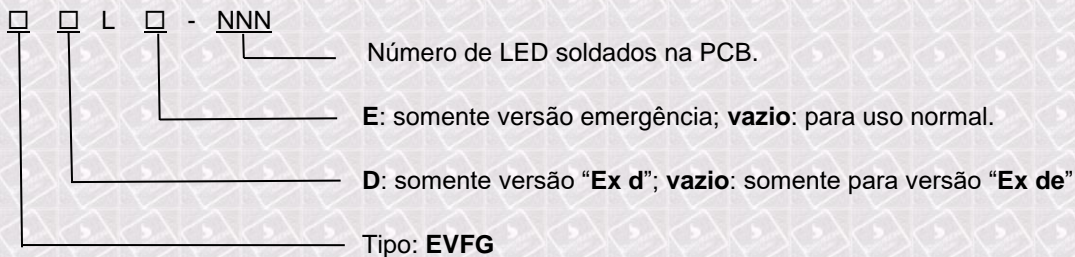 □ □ L □ - NNN
Número de LED soldados na PCB.
E: somente versão emergência; vazio: para uso normal.
D: somente versão “Ex d”; vazio: somente para versão “Ex de”
Tipo: EVFG